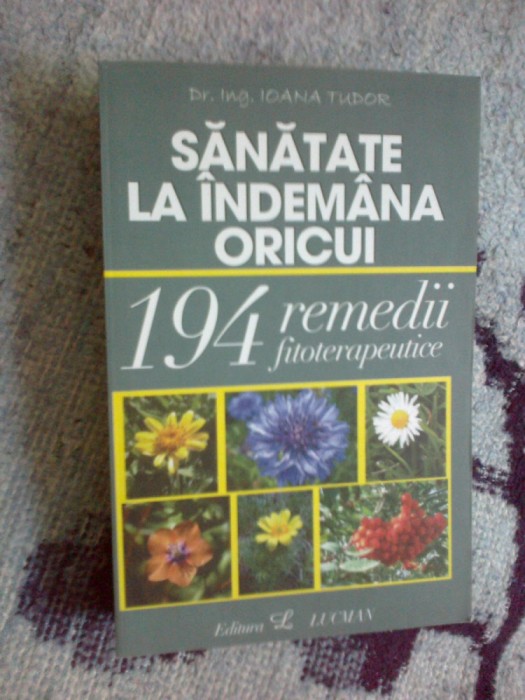 Dr. Ing. IOANA TUDOR
SĂNĂTATE
LA ÎNDEMÂNA
ORICUI
194 remedii
fitoterapeutice
Editura L LUCMAN